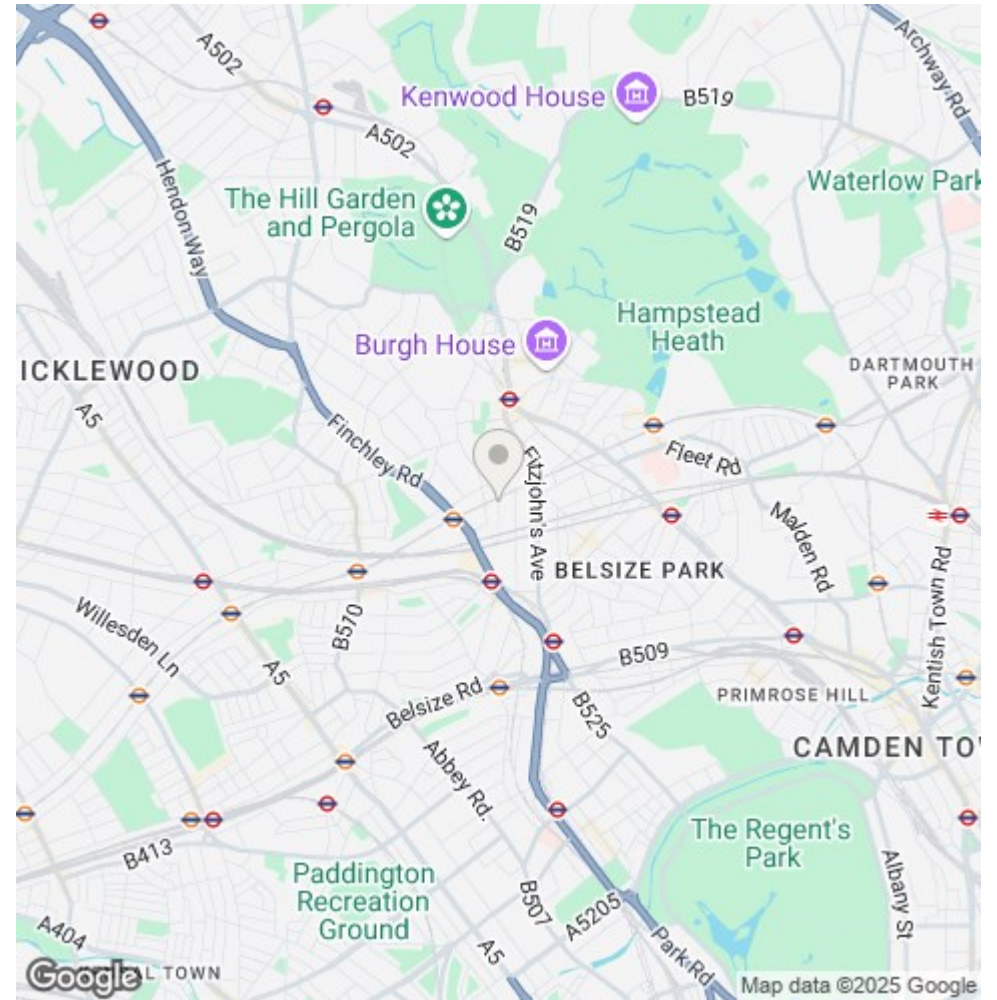 A502
Archway Rd
Kenwood House
B519
A502
Hendon Way
The Hill Garden
and Pergola
Waterlow Park
B519
Hampstead
Heath
Burgh House
ICKLEWOOD
DARTMOUTH
PARK
A5
Finchley Rd
Fitzjohn's Ave
Fleet Rd
Malden Rd
BELSIZE PARK
Kentish Town Rd
Willesden Ln
B510
B509
A5
Belsize Rd
B525
PRIMROSE HILL
CAMDEN TO
Abbey Rd.
The Regent's
Park
B413
Paddington
Recreation
Ground
B507
A5205
Albany St
A404
A5
Park Rd
Google
AL TOWN
Map data ©2025 Google